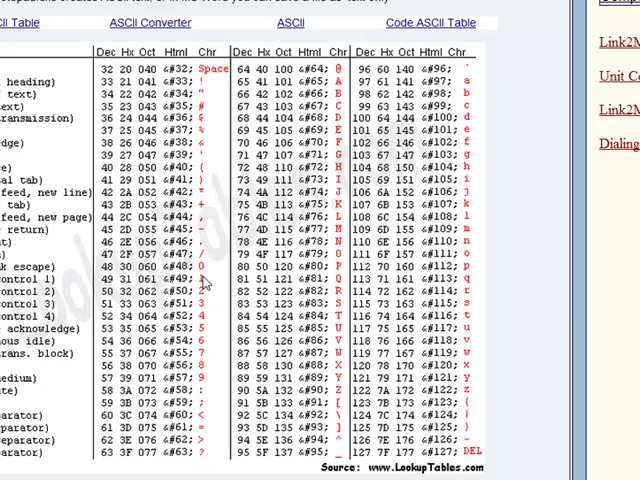 CII Table ASCII Converter ASCII Code ASCII Table
Dec Hx Oct Html Chr Dec Hx Oct Html Chr Dec Hx Oct Html Chr
32 20 040 &#32; Space 64 40 100 &#64; @ 96 60 140 &#96; `
heading) 33 21 041 &#33; ! 65 41 101 &#65; A 97 61 141 &#97; a
text) 34 22 042 &#34; " 66 42 102 &#66; B 98 62 142 &#98; b
text) 35 23 043 &#35; # 67 43 103 &#67; C 99 63 143 &#99; c
transmission) 36 24 044 &#36; $ 68 44 104 &#68; D 100 64 144 &#100; d
37 25 045 &#37; % 69 45 105 &#69; E 101 65 145 &#101; e
edge) 38 26 046 &#38; & 70 46 106 &#70; F 102 66 146 &#102; f
39 27 047 &#39; ' 71 47 107 &#71; G 103 67 147 &#103; g
e) 40 28 050 &#40; ( 72 48 110 &#72; H 104 68 150 &#104; h
tal tab) 41 29 051 &#41; ) 73 49 111 &#73; I 105 69 151 &#105; i
feed, new line) 42 2A 052 &#42; * 74 4A 112 &#74; J 106 6A 152 &#106; j
tab) 43 2B 053 &#43; + 75 4B 113 &#75; K 107 6B 153 &#107; k
feed, new page) 44 2C 054 &#44; , 76 4C 114 &#76; L 108 6C 154 &#108; l
return) 45 2D 055 &#45; - 77 4D 115 &#77; M 109 6D 155 &#109; m
t) 46 2E 056 &#46; . 78 4E 116 &#78; N 110 6E 156 &#110; n
) 47 2F 057 &#47; / 79 4F 117 &#79; O 111 6F 157 &#111; o
k escape) 48 30 060 &#48; 0 80 50 120 &#80; P 112 70 160 &#112; p
control 1) 49 31 061 &#49; 1 81 51 121 &#81; Q 113 71 161 &#113; q
control 2) 50 32 062 &#50; 2 82 52 122 &#82; R 114 72 162 &#114; r
control 3) 51 33 063 &#51; 3 83 53 123 &#83; S 115 73 163 &#115; s
control 4) 52 34 064 &#52; 4 84 54 124 &#84; T 116 74 164 &#116; t
acknowledge) 53 35 065 &#53; 5 85 55 125 &#85; U 117 75 165 &#117; u
ous idle) 54 36 066 &#54; 6 86 56 126 &#86; V 118 76 166 &#118; v
trans. block) 55 37 067 &#55; 7 87 57 127 &#87; W 119 77 167 &#119; w
56 38 070 &#56; 8 88 58 130 &#88; X 120 78 170 &#120; x
edium) 57 39 071 &#57; 9 89 59 131 &#89; Y 121 79 171 &#121; y
te) 58 3A 072 &#58; : 90 5A 132 &#90; Z 122 7A 172 &#122; z
59 3B 073 &#59; ; 91 5B 133 &#91; [ 123 7B 173 &#123; {
parator) 60 3C 074 &#60; < 92 5C 134 &#92; \ 124 7C 174 &#124; |
parator) 61 3D 075 &#61; = 93 5D 135 &#93; ] 125 7D 175 &#125; }
separator) 62 3E 076 &#62; > 94 5E 136 &#94; ^ 126 7E 176 &#126; ~
parator) 63 3F 077 &#63; ? 95 5F 137 &#95; _ 127 7F 177 &#127; DEL
Source: www.LookupTables.com
Link2M
Unit Co
Link2M
Dialing